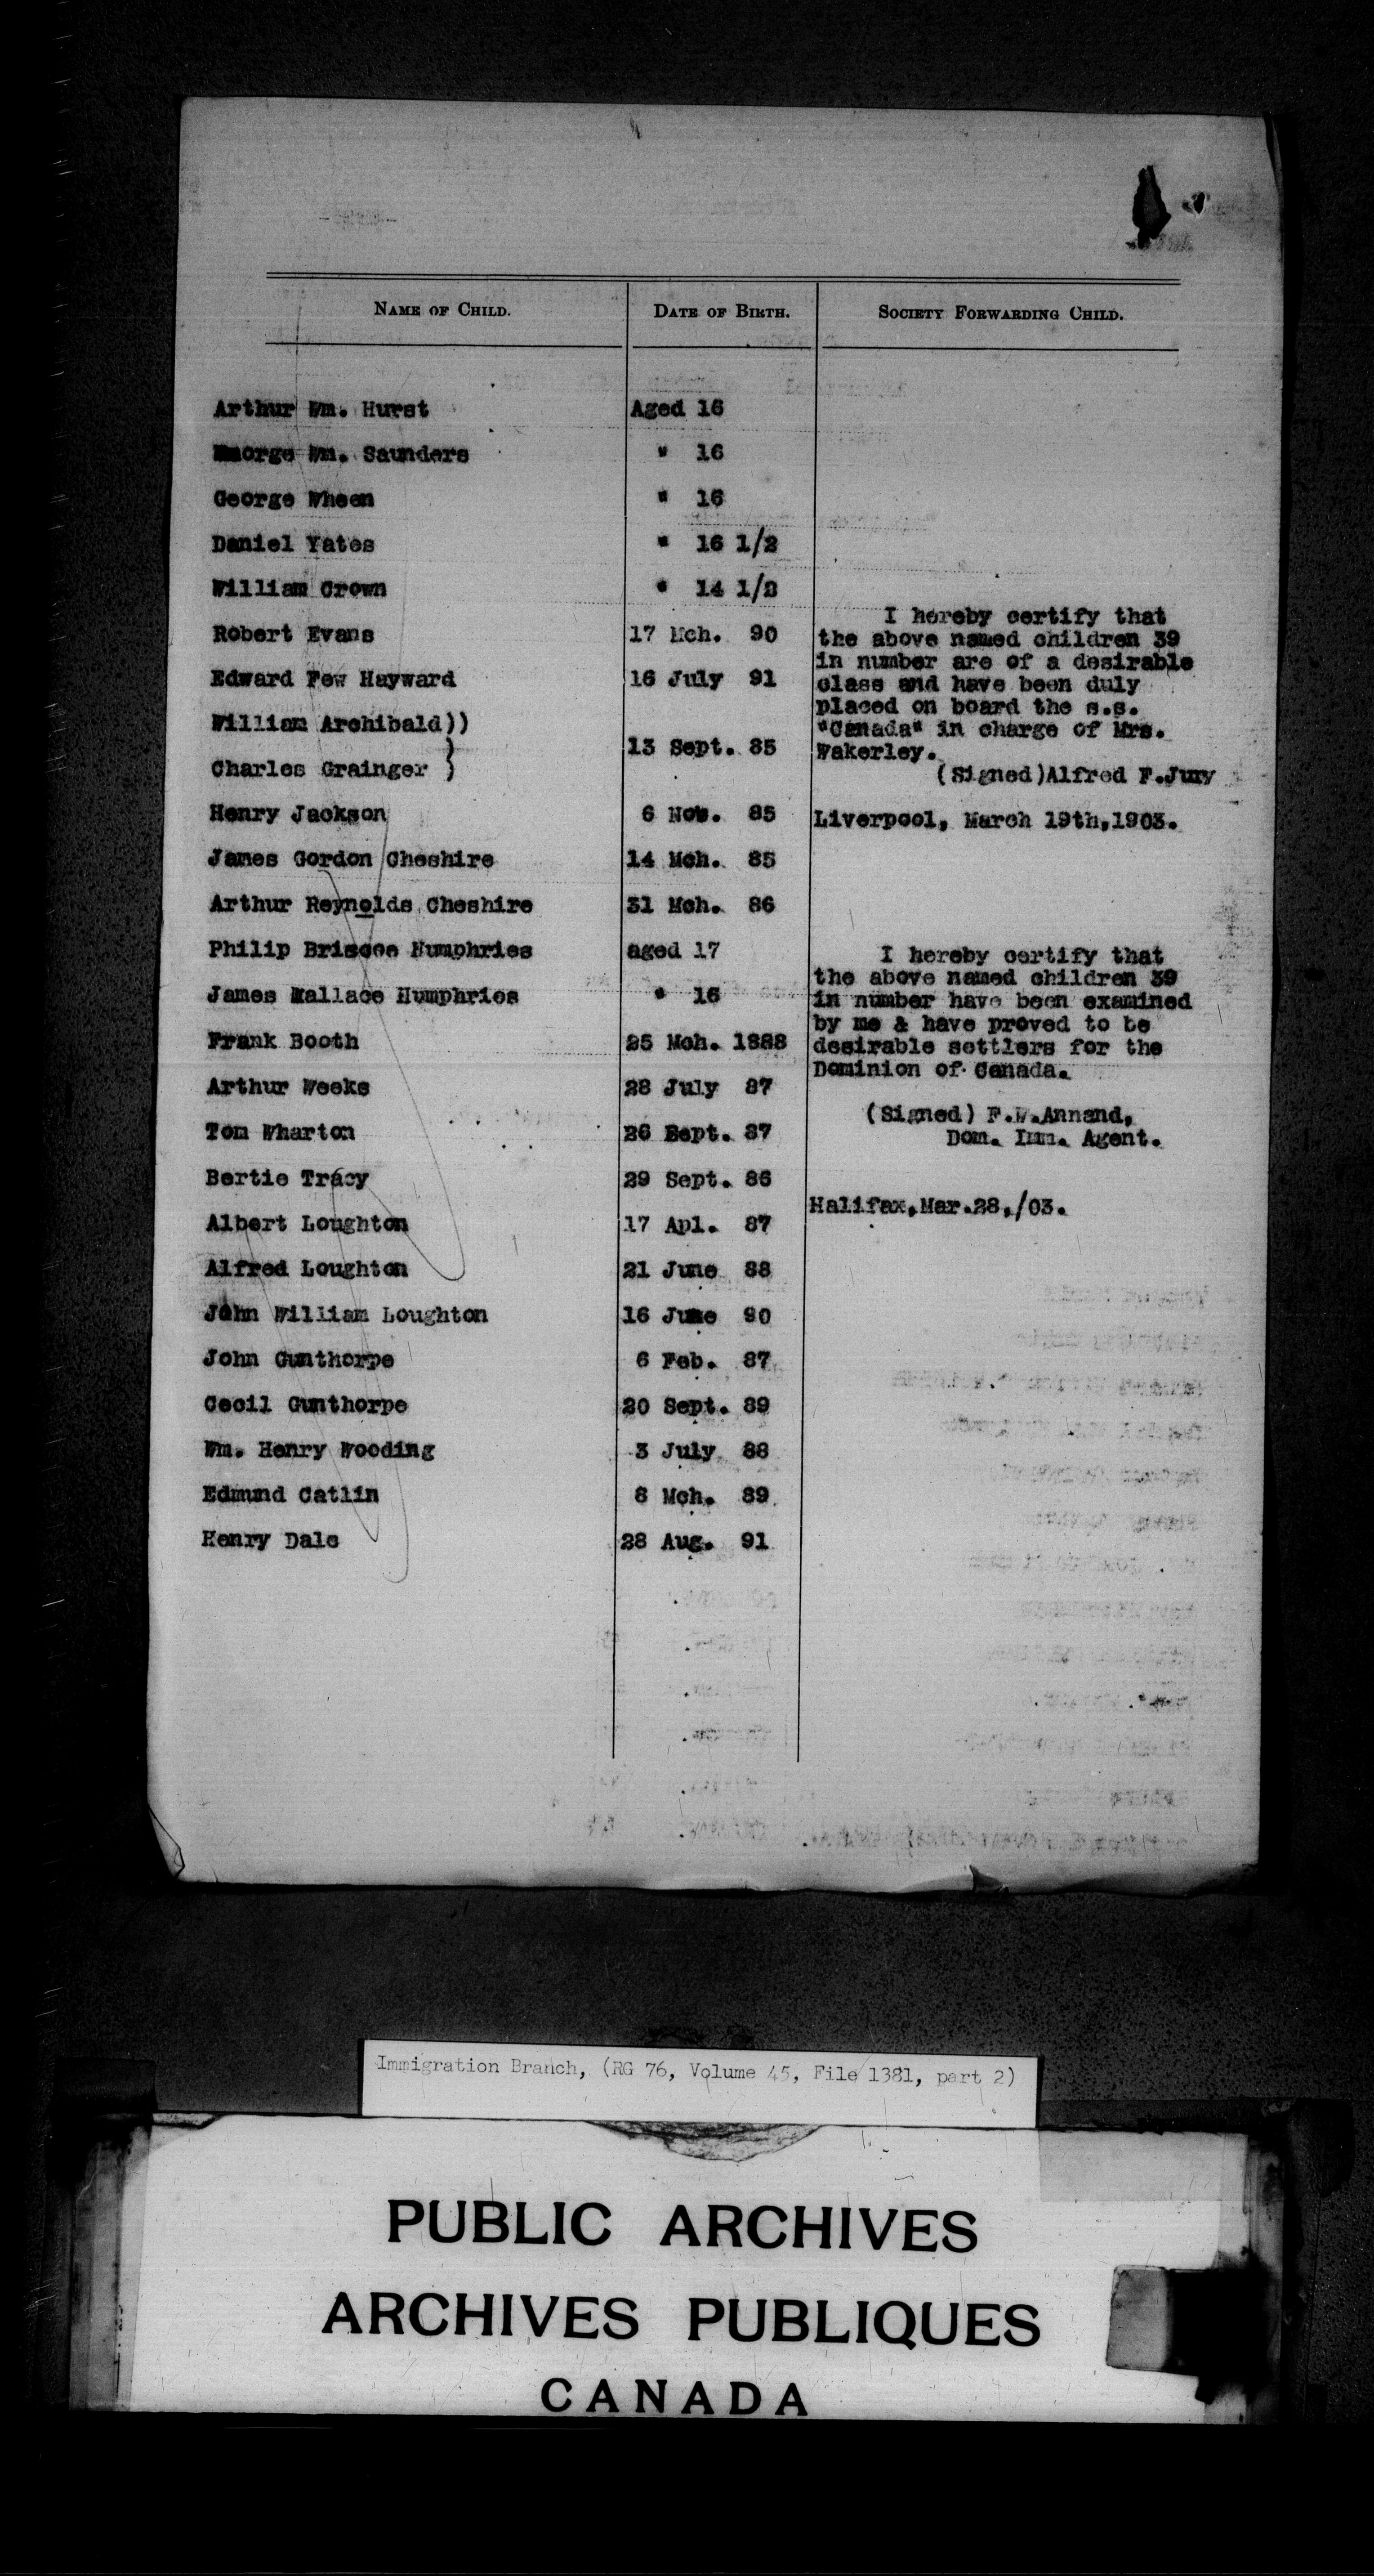 NAME OF CHILD. DATE OF BIRTH. SOCIETY FORWARDING CHILD.
Arthur Wm. Hurst Aged 16
George Wm. Saunders " 16
George Wheen " 16
Daniel Yates " 16 1/2
William Crown " 14 1/2
Robert Evans 17 Mch. 90
Edward Few Hayward 16 July 91
William Archibald))
Charles Grainger } 13 Sept. 85
Henry Jackson 6 Nov. 85
James Gordon Cheshire 14 Mch. 85
Arthur Reynolds Cheshire 31 Mch. 86
Philip Briscoe Humphries aged 17
James Wallace Humphries " 16
Frank Booth 25 Mch. 1888
Arthur Weeks 28 July 87
Tom Wharton 26 Sept. 87
Bertie Tracy 29 Sept. 86
Albert Loughton 17 Apl. 87
Alfred Loughton 21 June 88
John William Loughton 16 June 90
John Gunthorpe 6 Feb. 87
Cecil Gunthorpe 20 Sept. 89
Wm. Henry Wooding 3 July 88
Edmund Catlin 8 Mch. 89
Henry Dale 28 Aug. 91
I hereby certify that
the above named children 39
in number are of a desirable
class and have been duly
placed on board the s.s.
"Canada" in charge of Mrs.
Wakerley.
(Signed)Alfred F.Jury
Liverpool, March 19th,1903.
I hereby certify that
the above named children 39
in number have been examined
by me & have proved to be
desirable settlers for the
Dominion of Canada.
(Signed) F.W.Annand,
Dom. Imm. Agent.
Halifax,Mar.28,/03.
Immigration Branch, (RG 76, Volume 45, File 1381, part 2)
PUBLIC ARCHIVES
ARCHIVES PUBLIQUES
CANADA